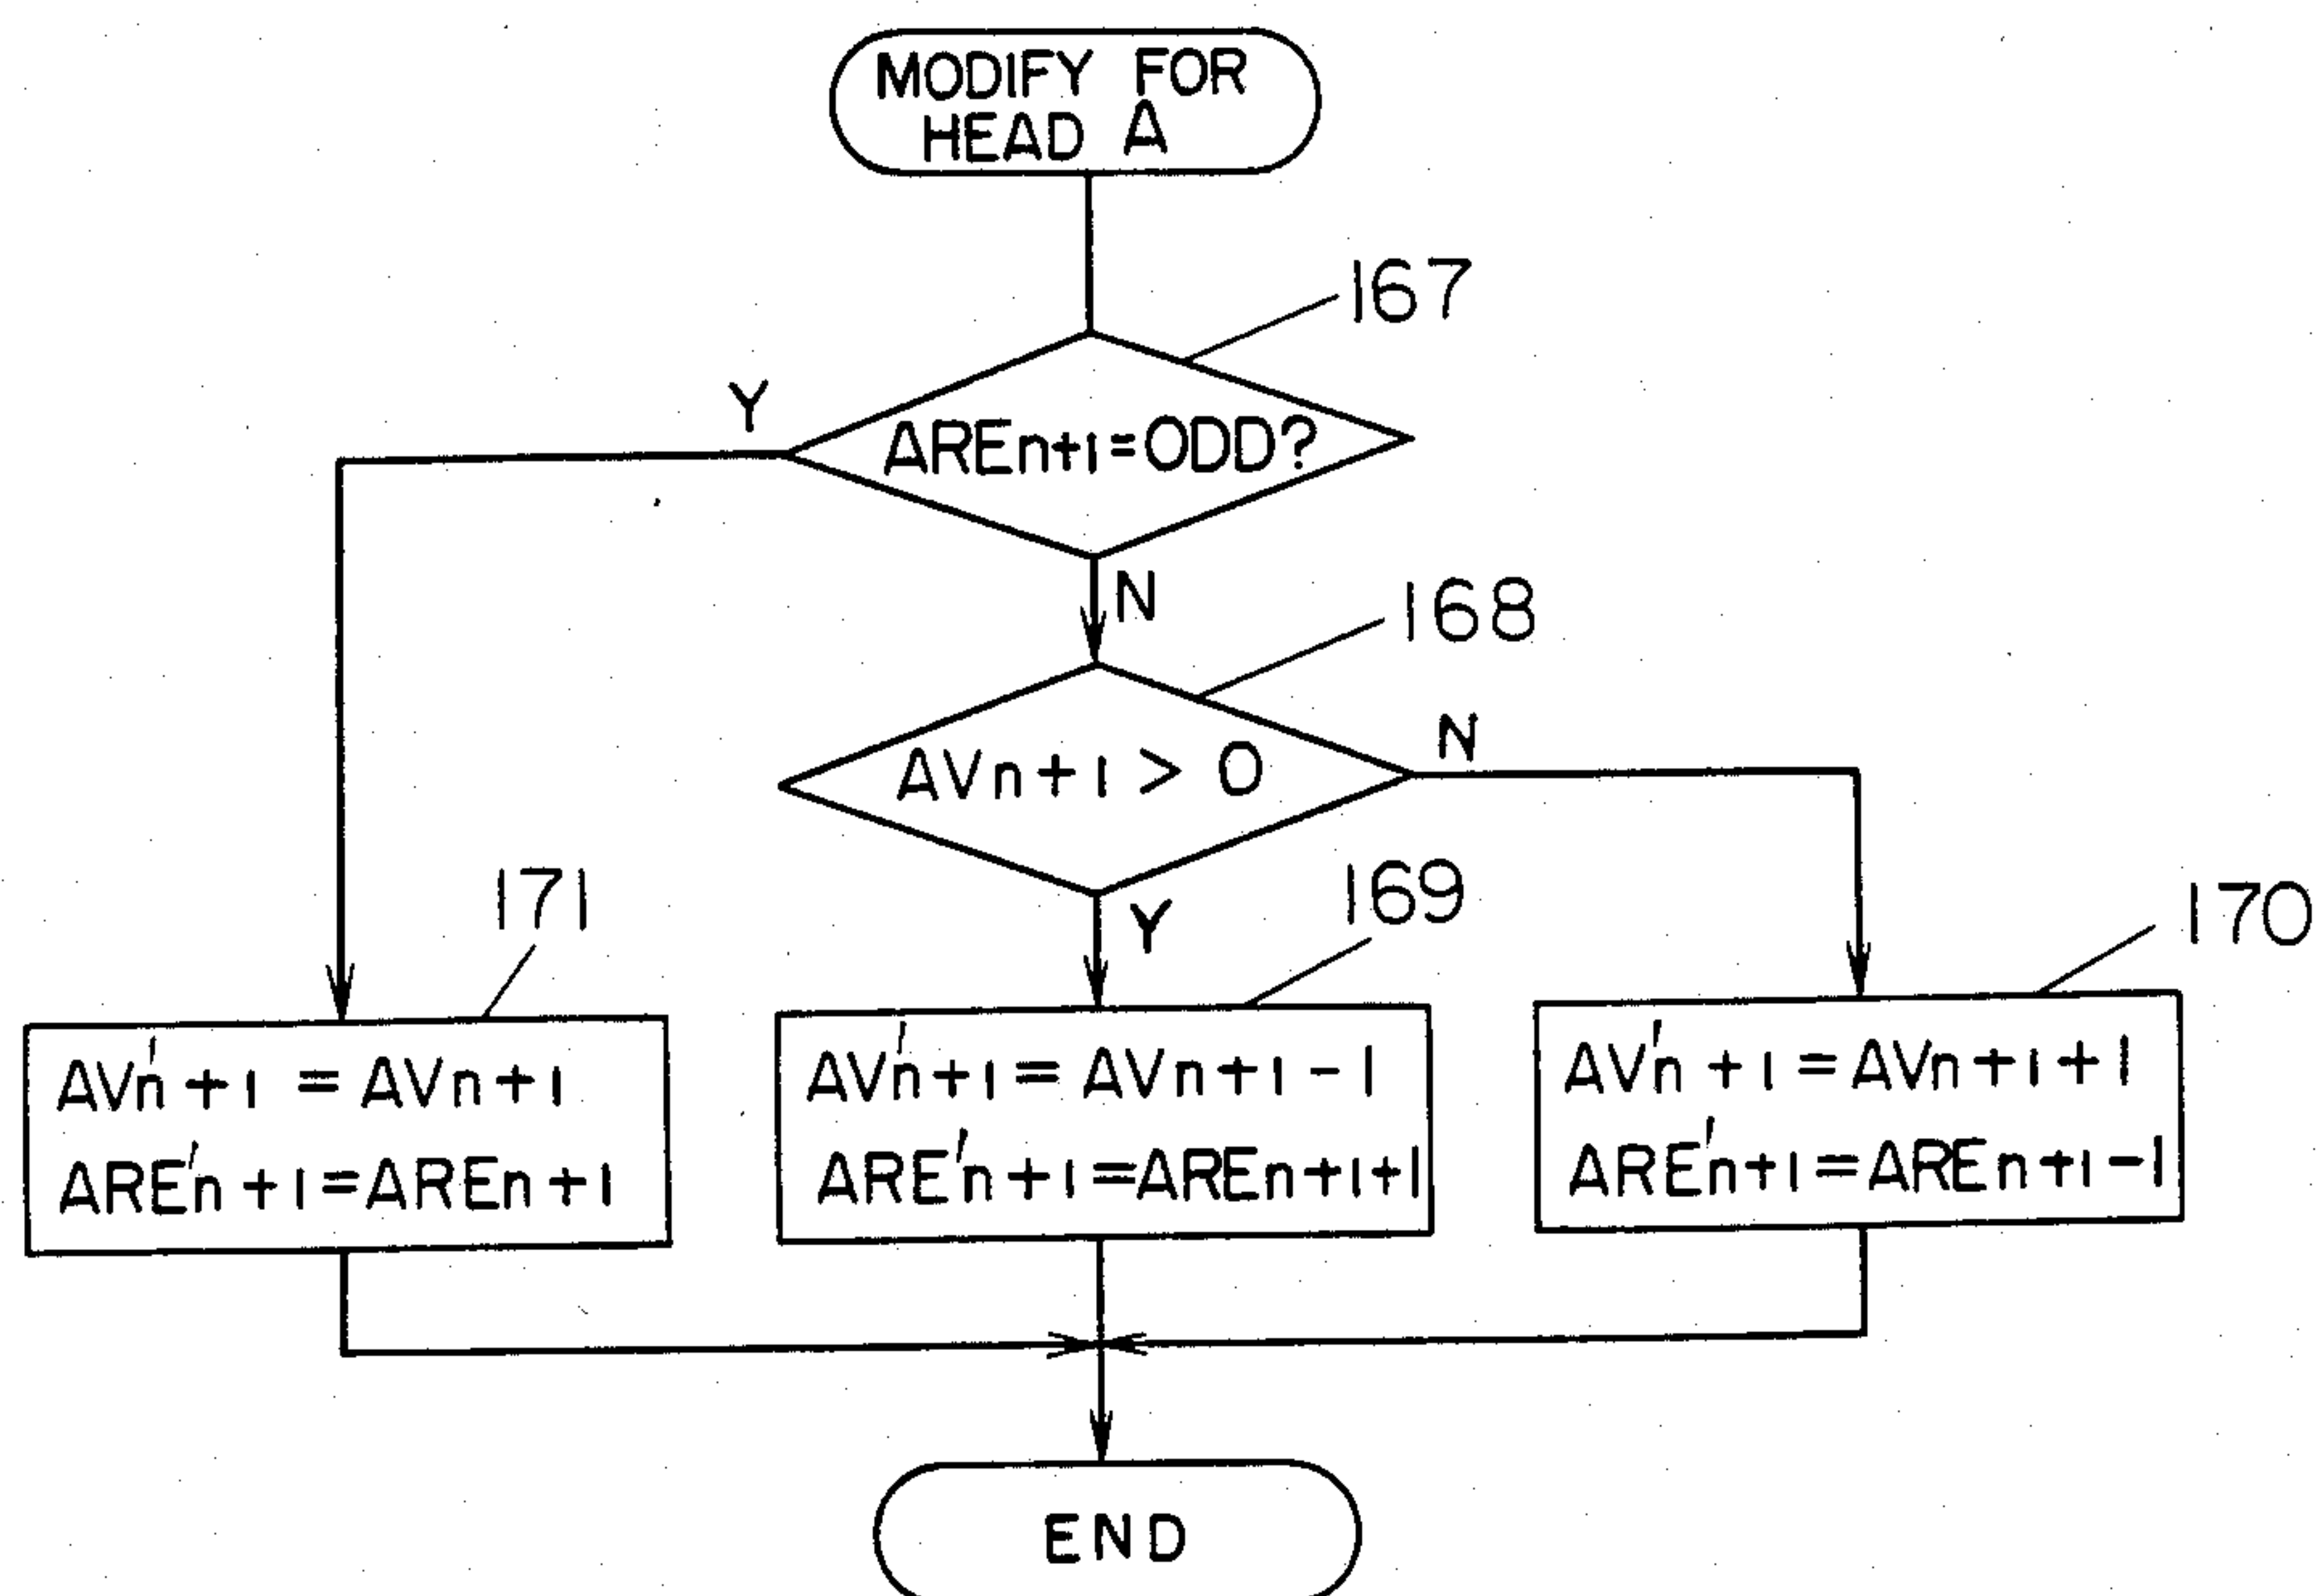 MODIFY FOR
HEAD A
167
Y
AREn+1=ODD?
N
168
AVn+1 > 0
N
171
Y
169
170
AV'n+1 = AVn+1
ARE'n+1=AREn+1
AV'n+1= AVn+1-1
ARE'n+1=AREn+1+1
AV'n+1=AVn+1+1
ARE'n+1=AREn+1-1
END